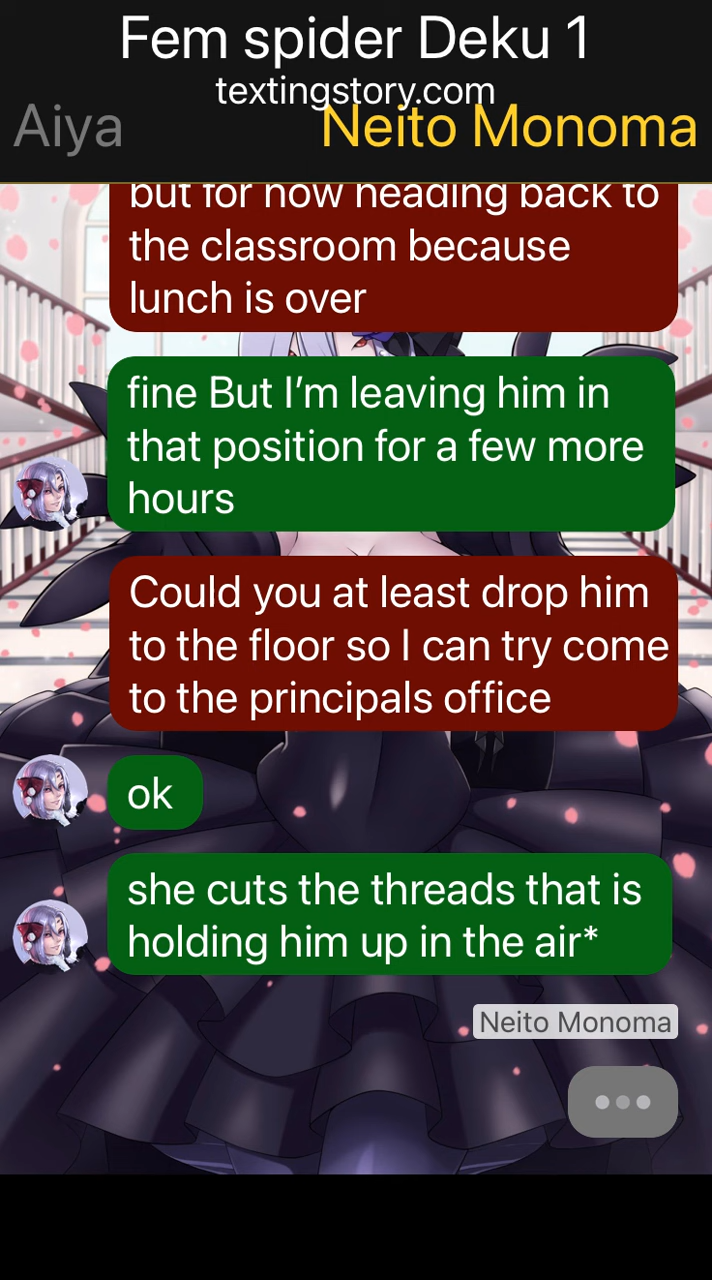 Fem spider Deku 1
textingstory.com
Aiya
Neito Monoma
but for now heading back to
the classroom because
lunch is over
fine But I’m leaving him in
that position for a few more
hours
Could you at least drop him
to the floor so I can try come
to the principals office
ok
she cuts the threads that is
holding him up in the air*
Neito Monoma